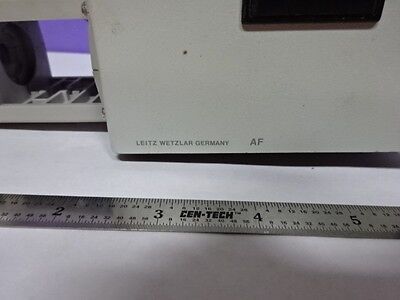 LEITZ WETZLAR GERMANY AF
2 3 CEN-TECH® 4 5